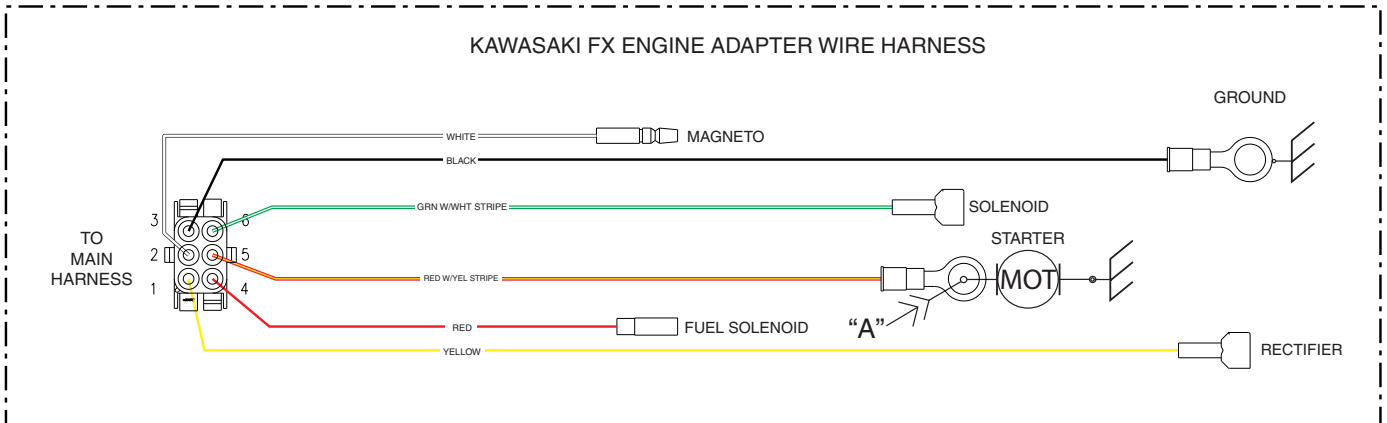 KAWASAKI FX ENGINE ADAPTER WIRE HARNESS
GROUND
WHITE
MAGNETO
BLACK
GRN W/WHT STRIPE
SOLENOID
3
6
TO
MAIN
HARNESS
2
5
STARTER
RED W/YEL STRIPE
MOT
1
4
RED
FUEL SOLENOID
“A”
YELLOW
RECTIFIER